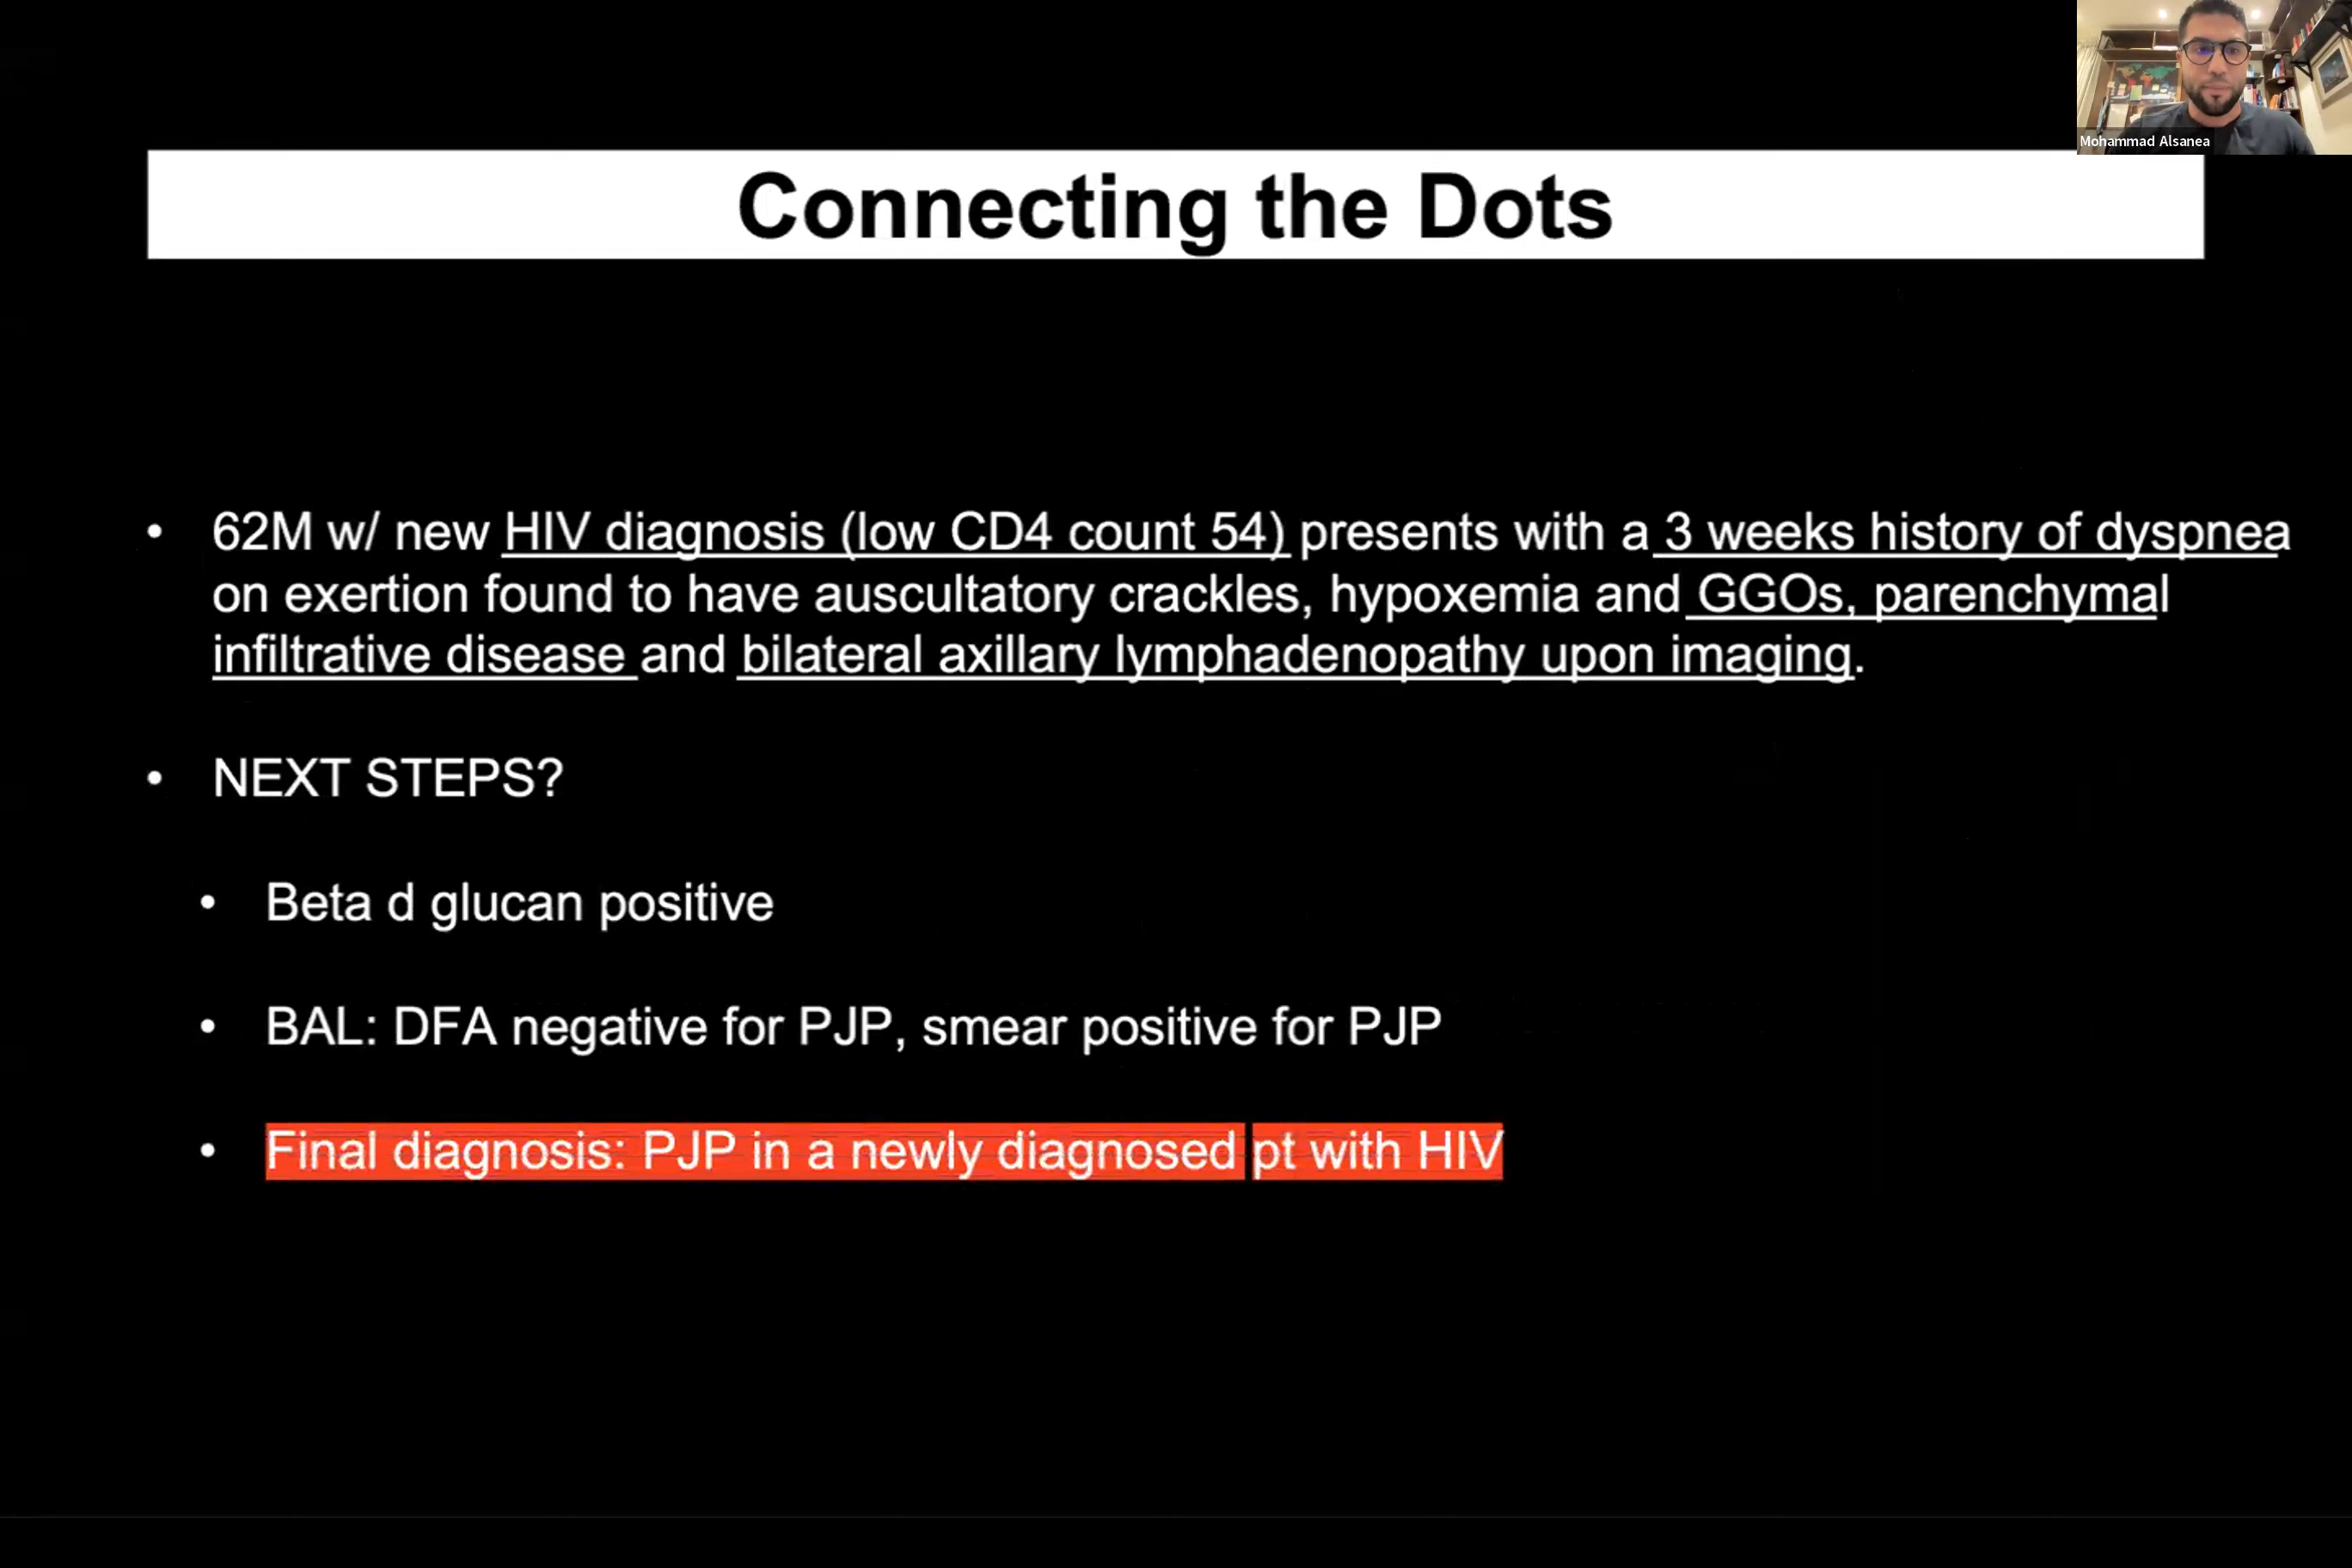 Mohammad Alsanea
Connecting the Dots
• 62M w/ new HIV diagnosis (low CD4 count 54) presents with a 3 weeks history of dyspnea
on exertion found to have auscultatory crackles, hypoxemia and GGOs, parenchymal
infiltrative disease and bilateral axillary lymphadenopathy upon imaging.
• NEXT STEPS?
• Beta d glucan positive
• BAL: DFA negative for PJP, smear positive for PJP
• Final diagnosis: PJP in a newly diagnosed pt with HIV